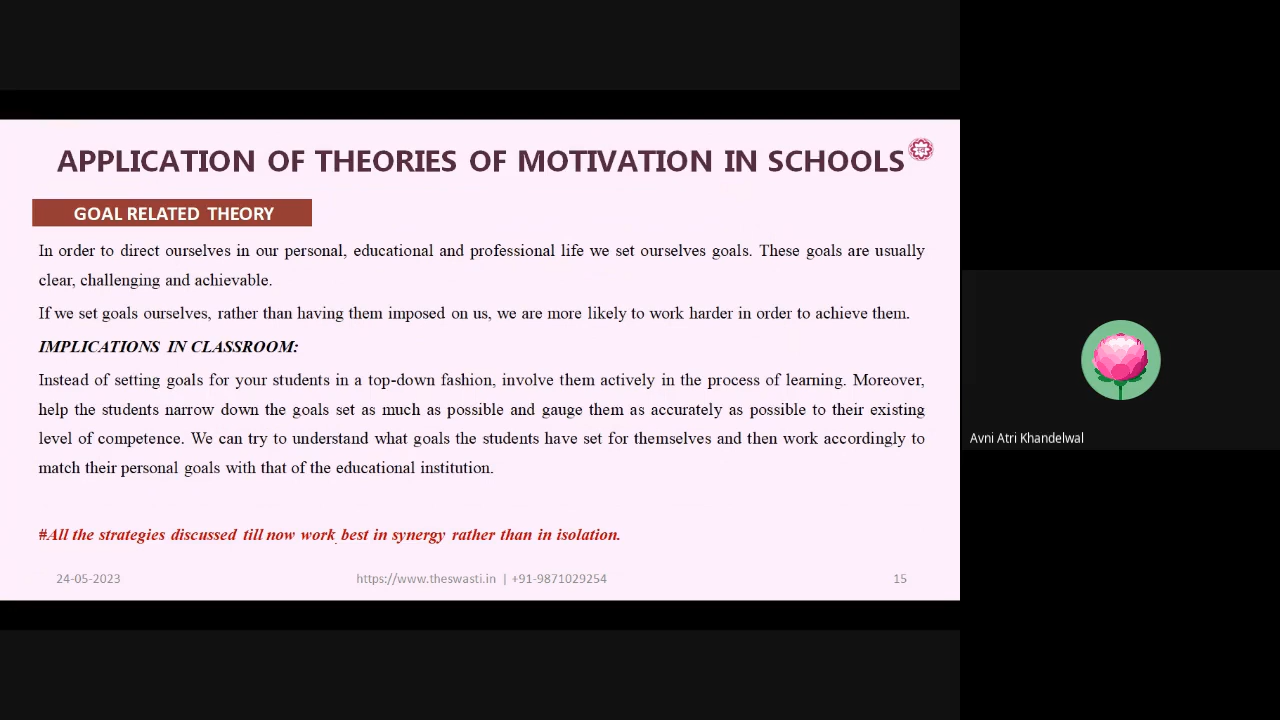 APPLICATION OF THEORIES OF MOTIVATION IN SCHOOLS
GOAL RELATED THEORY
In order to direct ourselves in our personal, educational and professional life we set ourselves goals. These goals are usually
clear, challenging and achievable.
If we set goals ourselves, rather than having them imposed on us, we are more likely to work harder in order to achieve them.
IMPLICATIONS IN CLASSROOM:
Instead of setting goals for your students in a top-down fashion, involve them actively in the process of learning. Moreover,
help the students narrow down the goals set as much as possible and gauge them as accurately as possible to their existing
level of competence. We can try to understand what goals the students have set for themselves and then work accordingly to
match their personal goals with that of the educational institution.
#All the strategies discussed till now work best in synergy rather than in isolation.
24-05-2023
https://www.theswasti.in | +91-9871029254
15
Avni Atri Khandelwal